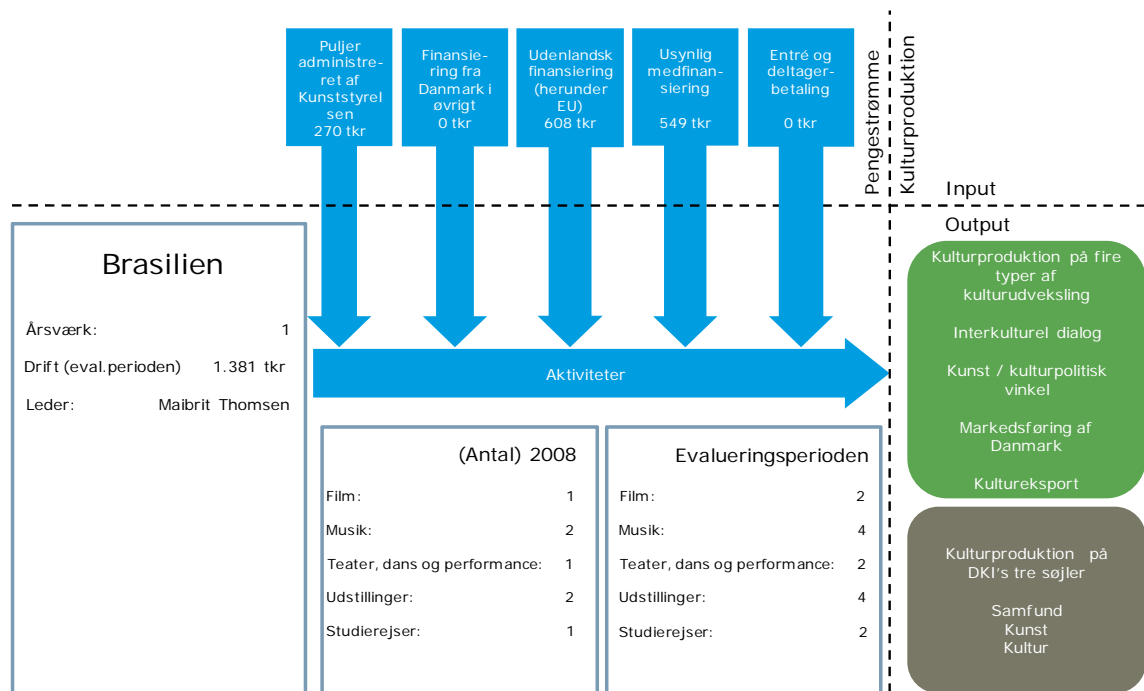 Puljer
administre-
ret af
Kunststyrel
sen
270 tkr
Finansie-
ring fra
Danmark i
øvrigt
0 tkr
Udenlandsk
finansiering
(herunder
EU)
608 tkr
Usynlig
medfinan-
siering
549 tkr
Entré og
deltager-
betaling
0 tkr
Pengestrømme
Kulturproduktion
Input
Output
Brasilien
Årsværk: 1
Drift (eval.perioden) 1.381 tkr
Leder: Maibrit Thomsen
Aktiviteter
(Antal) 2008
Film: 1
Musik: 2
Teater, dans og performance: 1
Udstillinger: 2
Studierejser: 1
Evalueringsperioden
Film: 2
Musik: 4
Teater, dans og performance: 2
Udstillinger: 4
Studierejser: 2
Kulturproduktion på fire
typer af
kulturudveksling
Interkulturel dialog
Kunst / kulturpolitisk
vinkel
Markedsføring af
Danmark
Kultureksport
Kulturproduktion på
DKI's tre søjler
Samfund
Kunst
Kultur